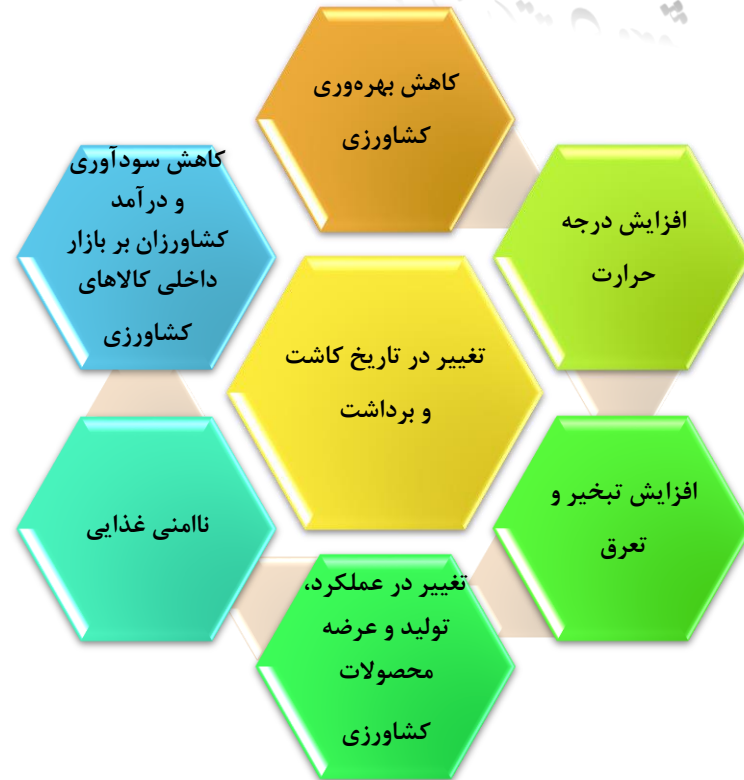 کاهش بهره‌وری
کشاورزی
افزایش درجه
حرارت
افزایش تبخیر و
تعرق
تغییر در عملکرد،
تولید و عرضه
محصولات
کشاورزی
ناامنی غذایی
کاهش سودآوری
و درآمد
کشاورزان بر بازار
داخلی کالاهای
کشاورزی
تغییر در تاریخ کاشت
و برداشت